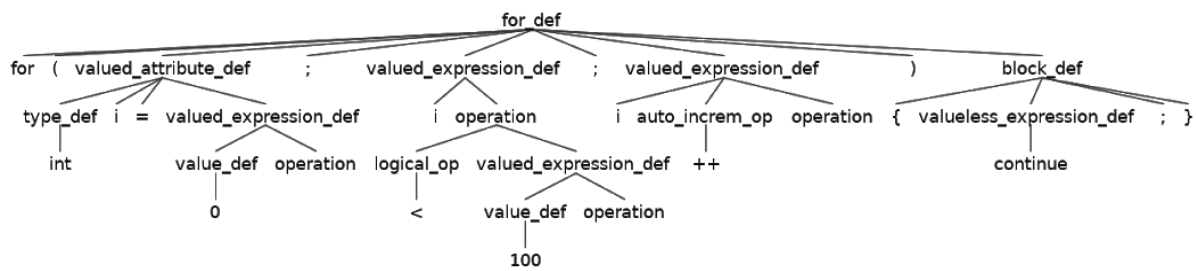 for_def
for ( valued_attribute_def ; valued_expression_def ; valued_expression_def ) block_def
type_def i = valued_expression_def i operation i auto_increm_op operation { valueless_expression_def ; }
int value_def operation logical_op valued_expression_def ++ continue
0 < value_def operation
100